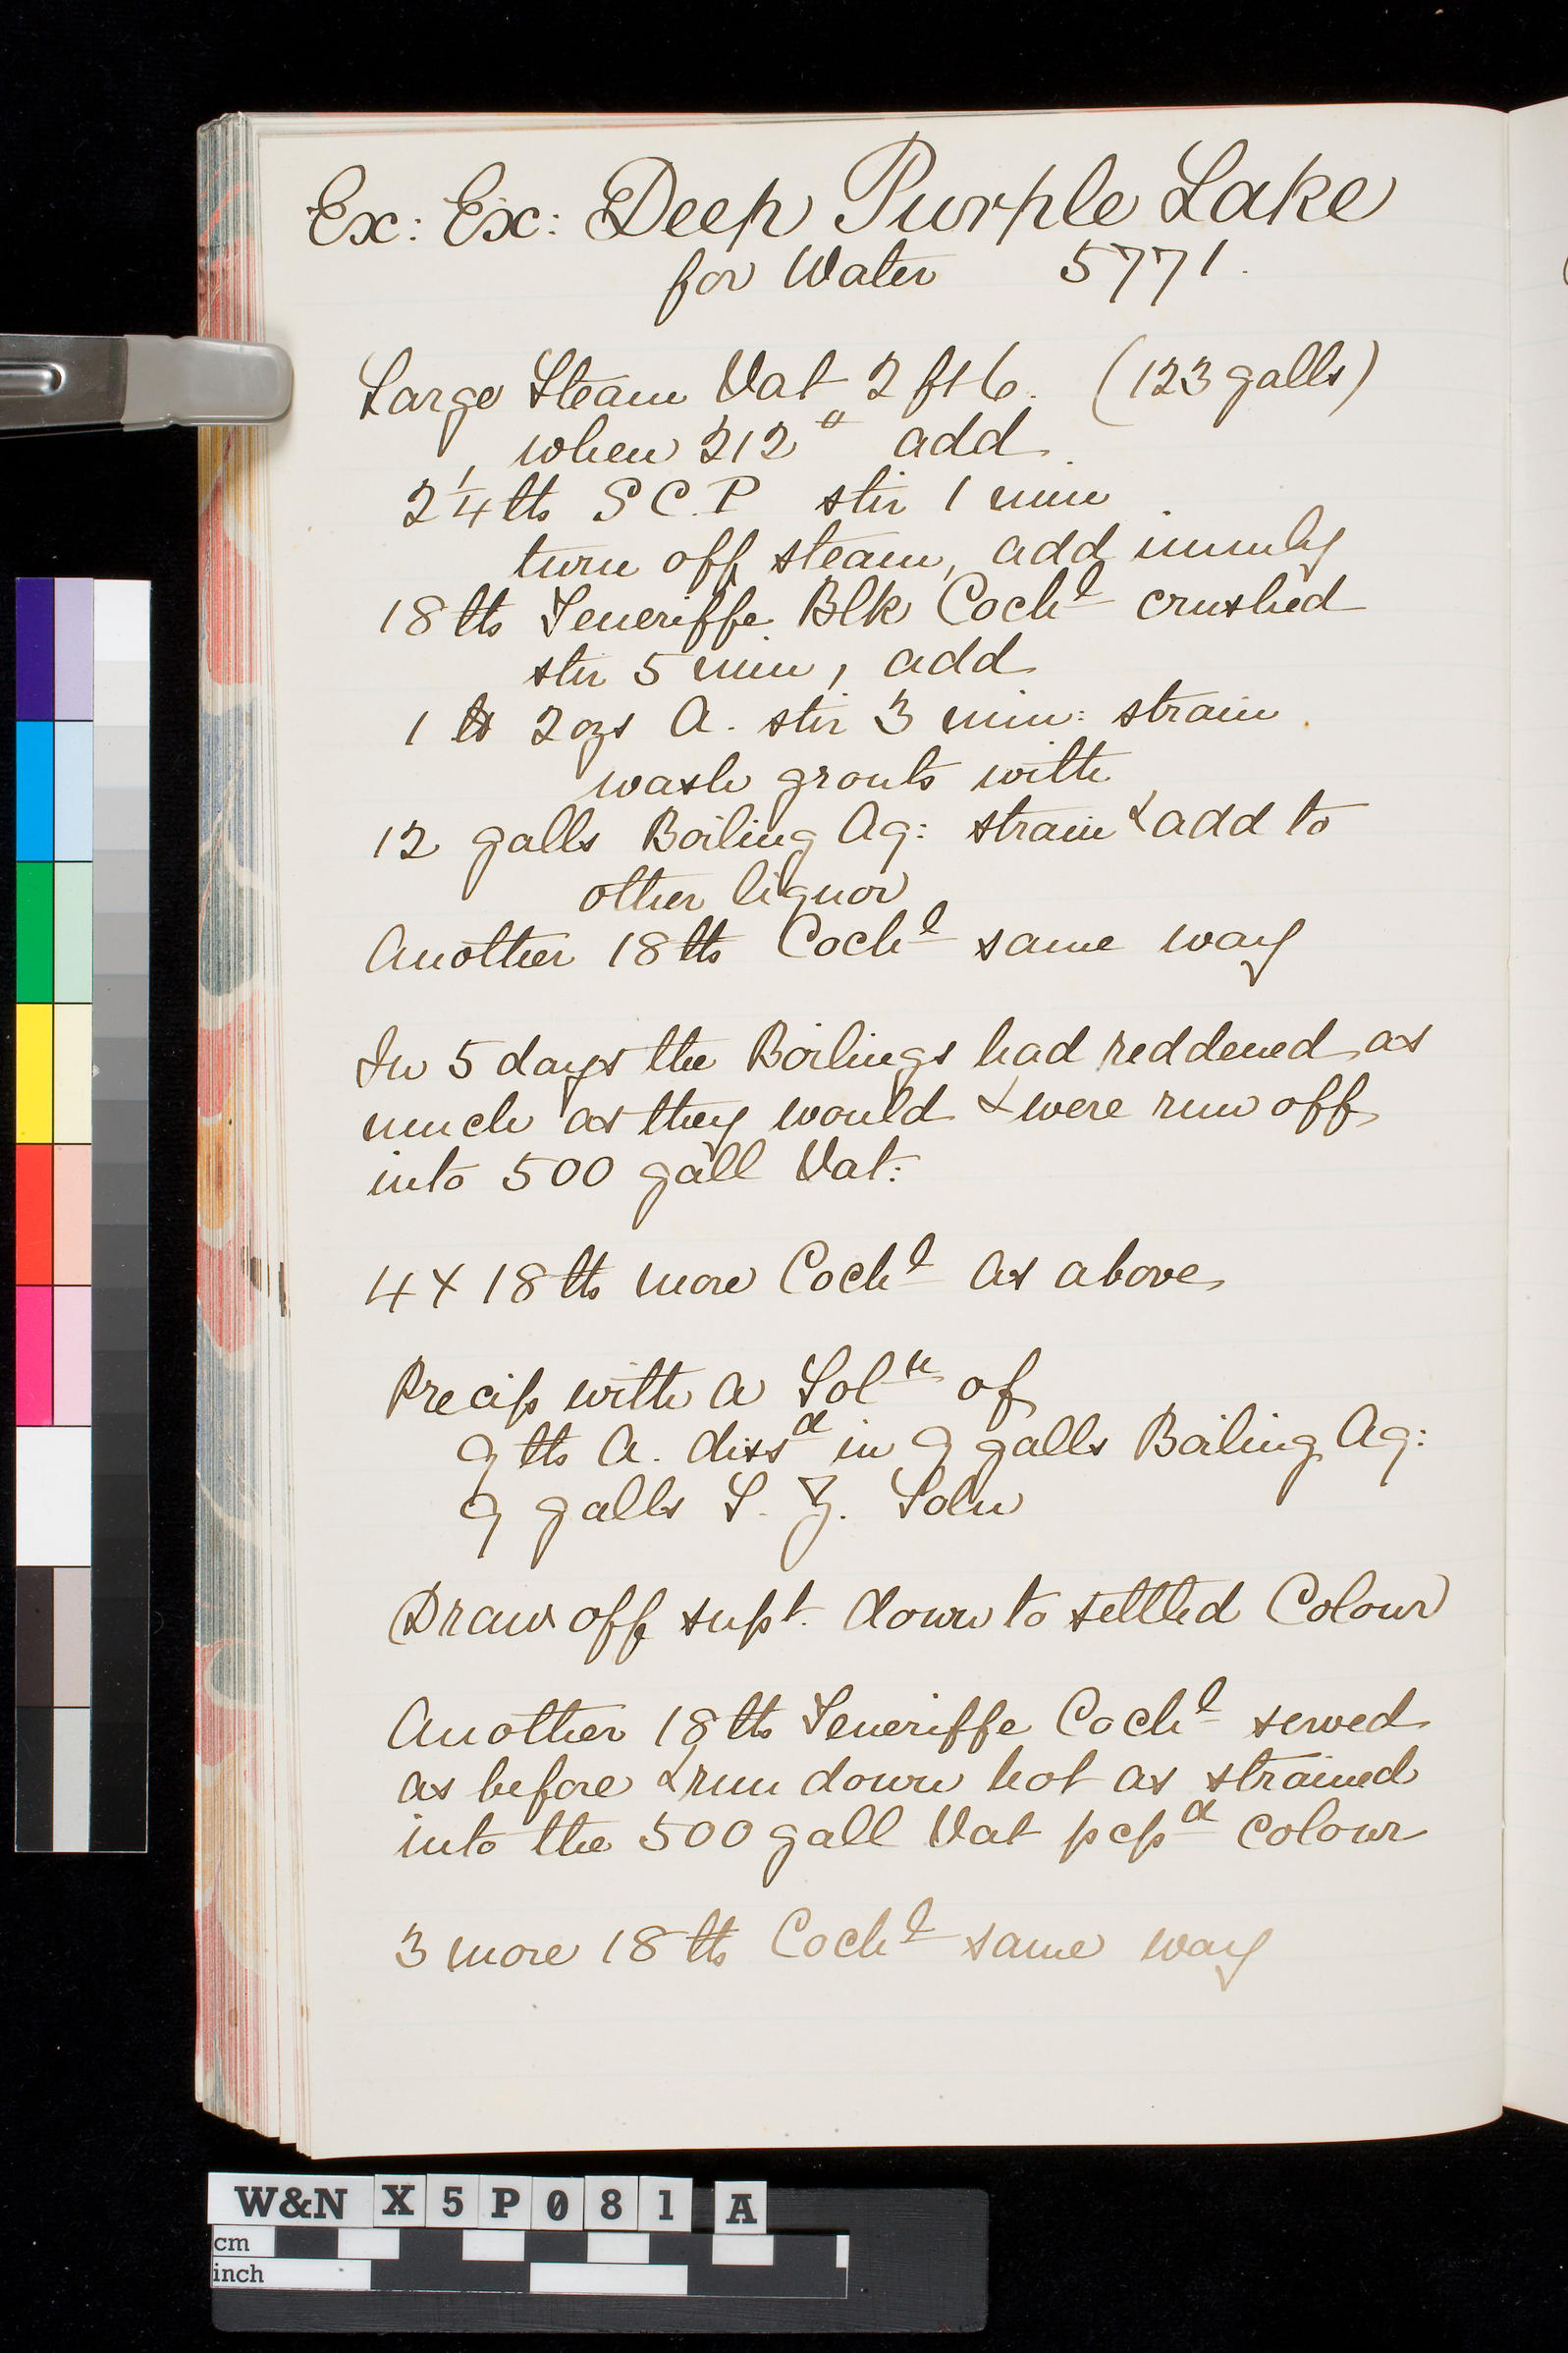 Ex: Ex: Deep Purple Lake
for Water 5771.
Large Steam Vat 2 ft 6. (123 galls)
when 212° add
2 1/4 lbs S C. P stir 1 min
turn off steam, add immly
18 lbs Teneriffe Blk Cochl crushed
stir 5 min, add
1 lb 2 ozs A. stir 3 min: strain
wash grouts with
12 galls Boiling Aq: strain & add to
other liquor
Another 18 lbs Cochl same way
In 5 days the Boilings had reddened as
much as they would & were run off
into 500 gall Vat:
4 x 18 lbs more Cochl as above
Precip with a Soln of
9 lbs A. dissd in 9 galls Boiling Aq:
9 galls S. Z. Soln
Draw off supt. down to settled Colour
Another 18 lbs Teneriffe Cochl served
as before & run down hot as strained
into the 500 gall Vat pcpd colour
3 more 18 lbs Cochl same way
W&N X 5 P 0 8 1 A
cm
inch